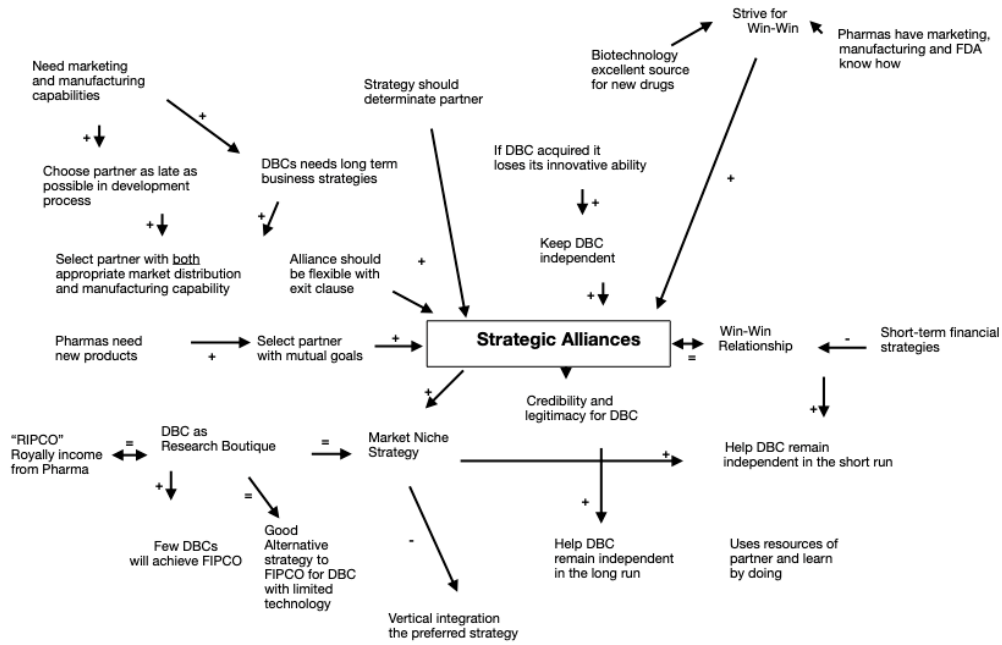 Strive for
Win-Win
Pharmas have marketing,
manufacturing and FDA
know how
Biotechnology
excellent source
for new drugs
Need marketing
and manufacturing
capabilities
Strategy should
determinate partner
+
+
If DBC acquired it
loses its innovative ability
DBCs needs long term
business strategies
Choose partner as late as
possible in development
process
+
+
+
+
Keep DBC
independent
Select partner with both
appropriate market distribution
and manufacturing capability
Alliance should
be flexible with
exit clause
+
+
Pharmas need
new products
+
Select partner
with mutual goals
+
Strategic Alliances
=
Win-Win
Relationship
-
Short-term financial
strategies
+
Credibility and
legitimacy for DBC
+
"RIPCO"
Royally income
from Pharma
=
DBC as
Research Boutique
=
Market Niche
Strategy
+
Help DBC remain
independent in the short run
+
=
+
-
Few DBCs
will achieve FIPCO
Good
Alternative
strategy to
FIPCO for DBC
with limited
technology
Help DBC
remain independent
in the long run
Uses resources of
partner and learn
by doing
Vertical integration
the preferred strategy